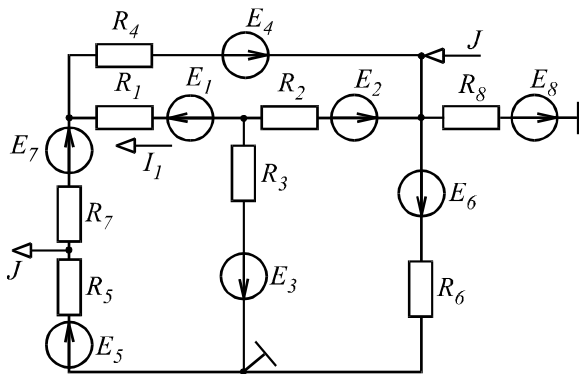 R4 E4 J
R1 E1 R2 E2 R8 E8
E7 I1 R3 E6
R7
J R5 E3 R6
E5